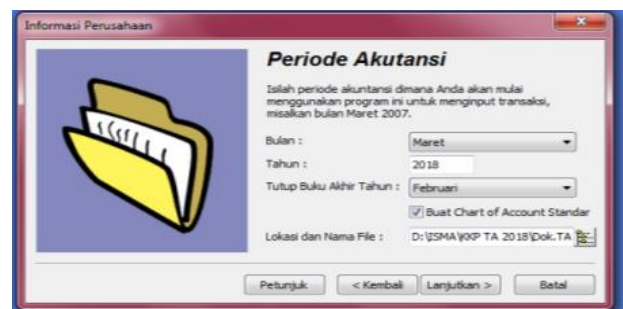 Informasi Perusahaan
Periode Akutansi
Isilah periode akuntansi dimana Anda akan mulai
menggunakan program ini untuk menginput transaksi,
misalkan bulan Maret 2007.
Bulan : Maret
Tahun : 2018
Tutup Buku Akhir Tahun : Februari
Buat Chart of Account Standar
Lokasi dan Nama File : D:\ISMA\KKP TA 2018\Dok.TA
Petunjuk < Kembali Lanjutkan > Batal